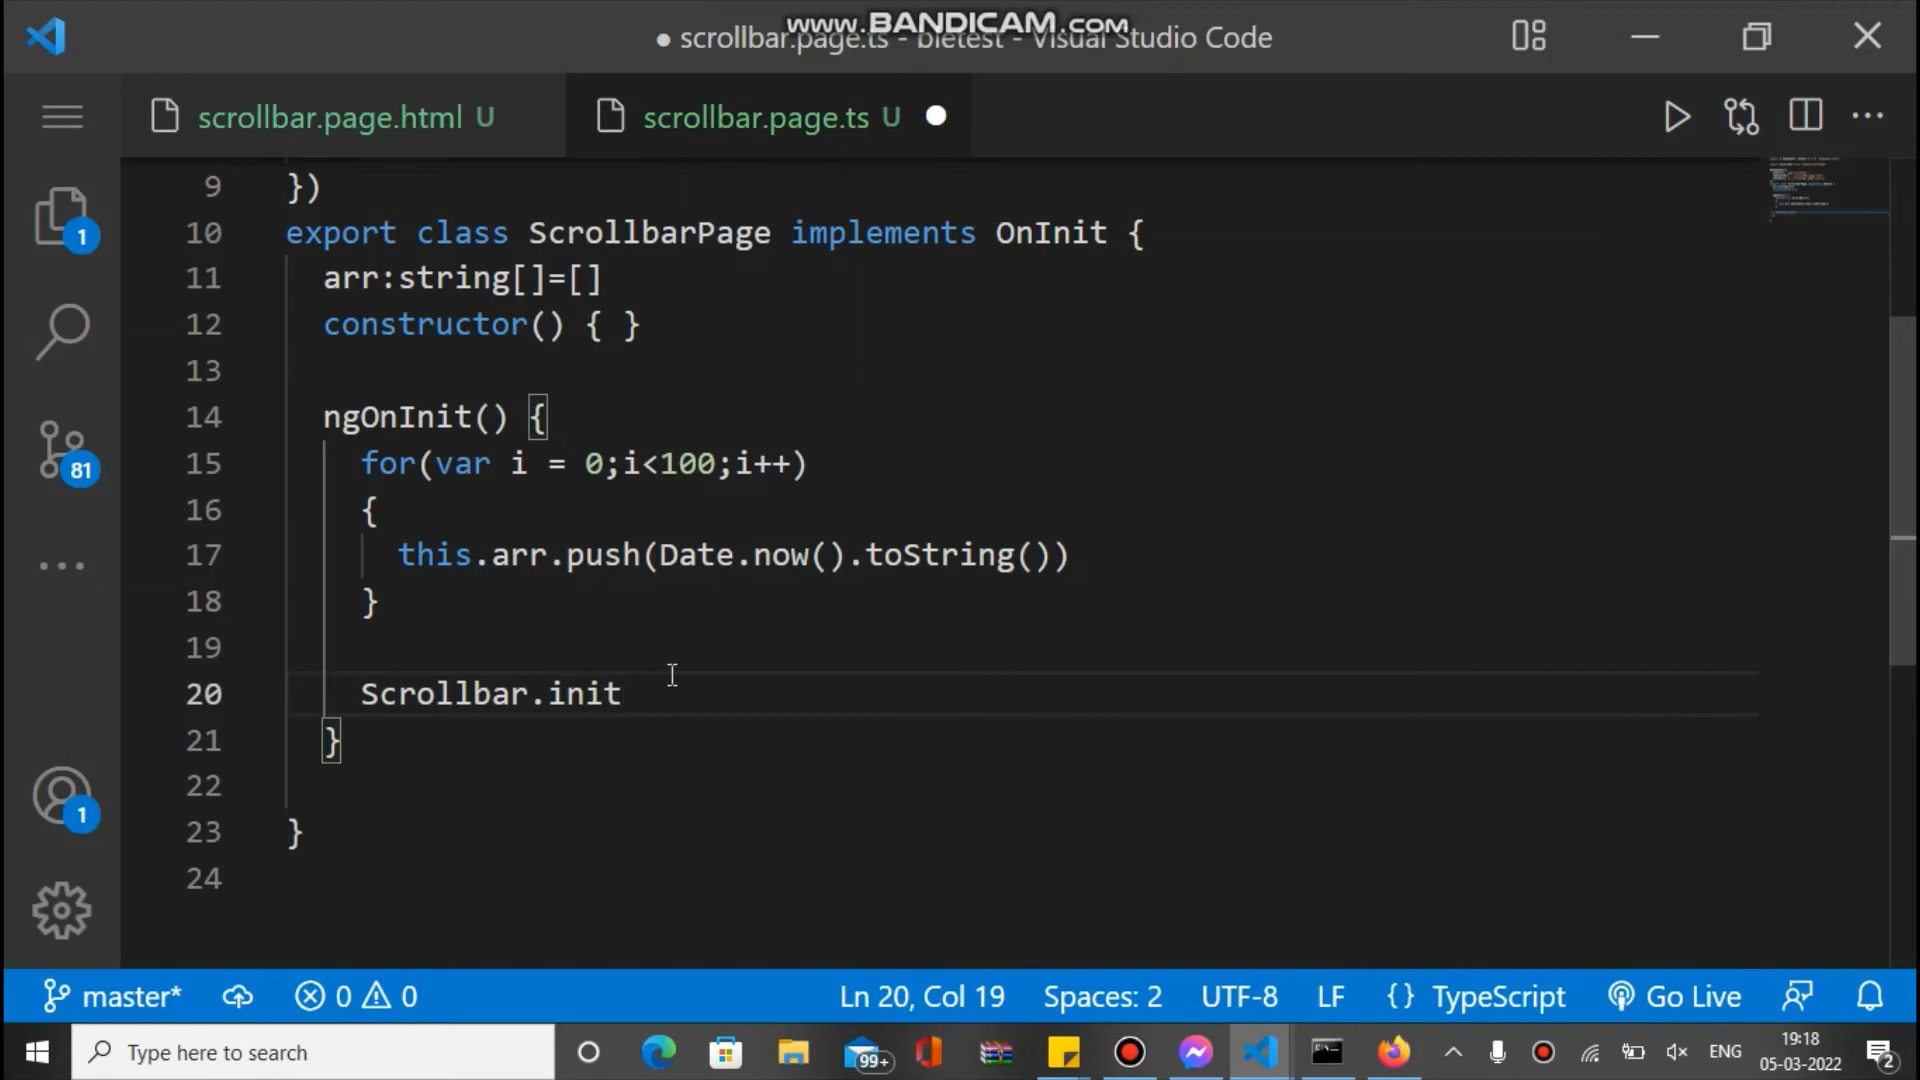 www.BANDICAM.com
● scrollbar.page.ts - bietest - Visual Studio Code
scrollbar.page.html U
scrollbar.page.ts U
9 })
10 export class ScrollbarPage implements OnInit {
11 arr:string[]=[]
12 constructor() { }
13
14 ngOnInit() {
15 for(var i = 0;i<100;i++)
16 {
17 this.arr.push(Date.now().toString())
18 }
19
20 Scrollbar.init
21 }
22
23 }
24
1
81
1
master* 0 0 Ln 20, Col 19 Spaces: 2 UTF-8 LF {} TypeScript Go Live
Type here to search 99+ ENG 19:18
05-03-2022 2